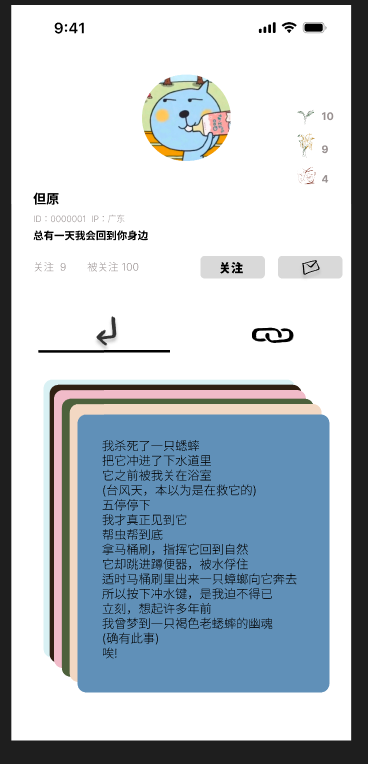 9:41
10
9
4
但原
ID：0000001 IP：广东
总有一天我会回到你身边
关注 9 被关注 100
关注
我杀死了一只蟋蟀
把它冲进了下水道里
它之前被我关在浴室
(台风天，本以为是在救它的)
五停停下
我才真正见到它
帮虫帮到底
拿马桶刷，指挥它回到自然
它却跳进蹲便器，被水俘住
适时马桶刷里出来一只蟑螂向它奔去
所以按下冲水键，是我迫不得已
立刻，想起许多年前
我曾梦到一只褐色老蟋蟀的幽魂
(确有此事)
唉!